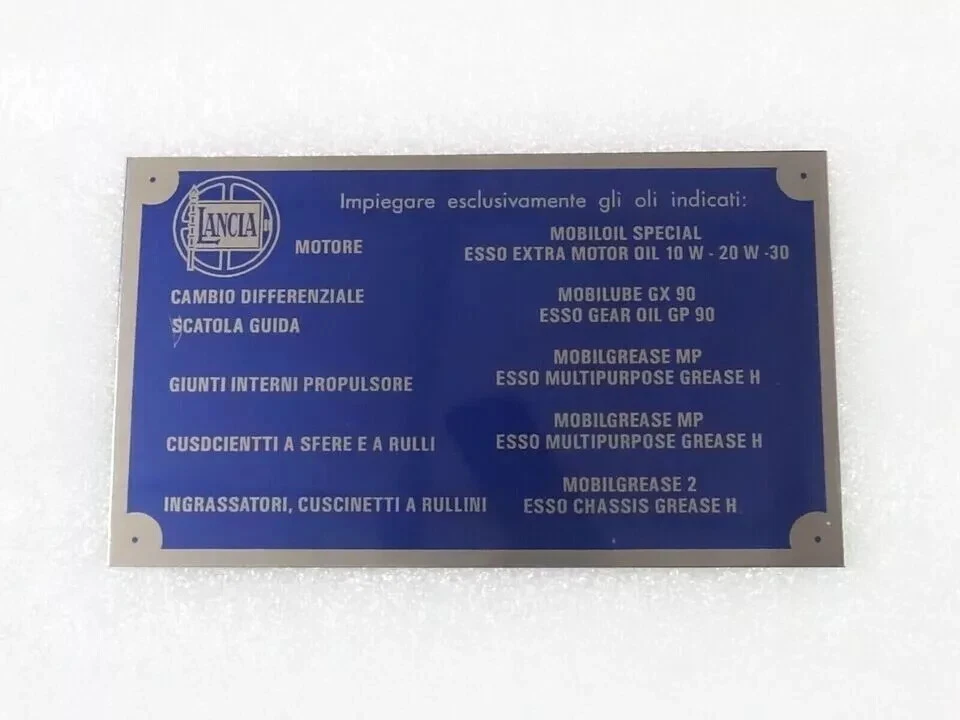 LANCIA
Impiegare esclusivamente gli oli indicati:
MOTORE
MOBILOIL SPECIAL
ESSO EXTRA MOTOR OIL 10 W - 20 W -30
CAMBIO DIFFERENZIALE
SCATOLA GUIDA
MOBILUBE GX 90
ESSO GEAR OIL GP 90
GIUNTI INTERNI PROPULSORE
MOBILGREASE MP
ESSO MULTIPURPOSE GREASE H
CUSDCIENTTI A SFERE E A RULLI
MOBILGREASE MP
ESSO MULTIPURPOSE GREASE H
INGRASSATORI, CUSCINETTI A RULLINI
MOBILGREASE 2
ESSO CHASSIS GREASE H